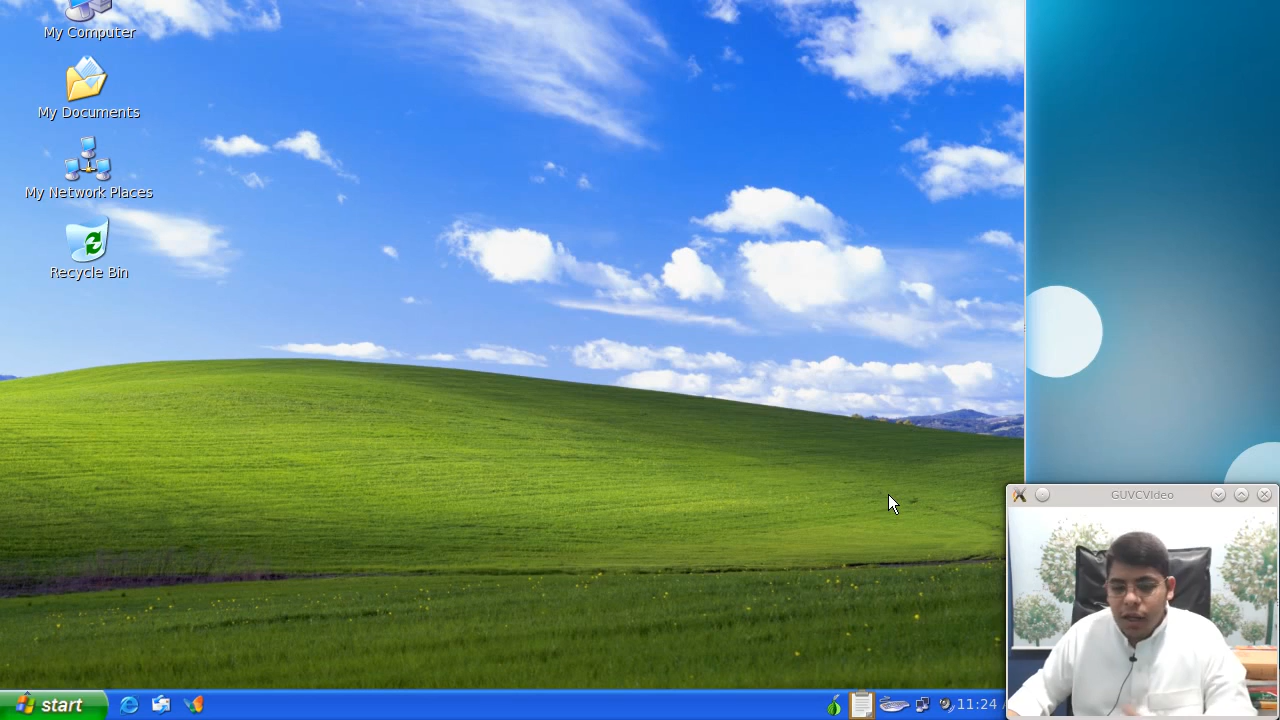 My Computer
My Documents
My Network Places
Recycle Bin
GUVCVideo
start
11:24